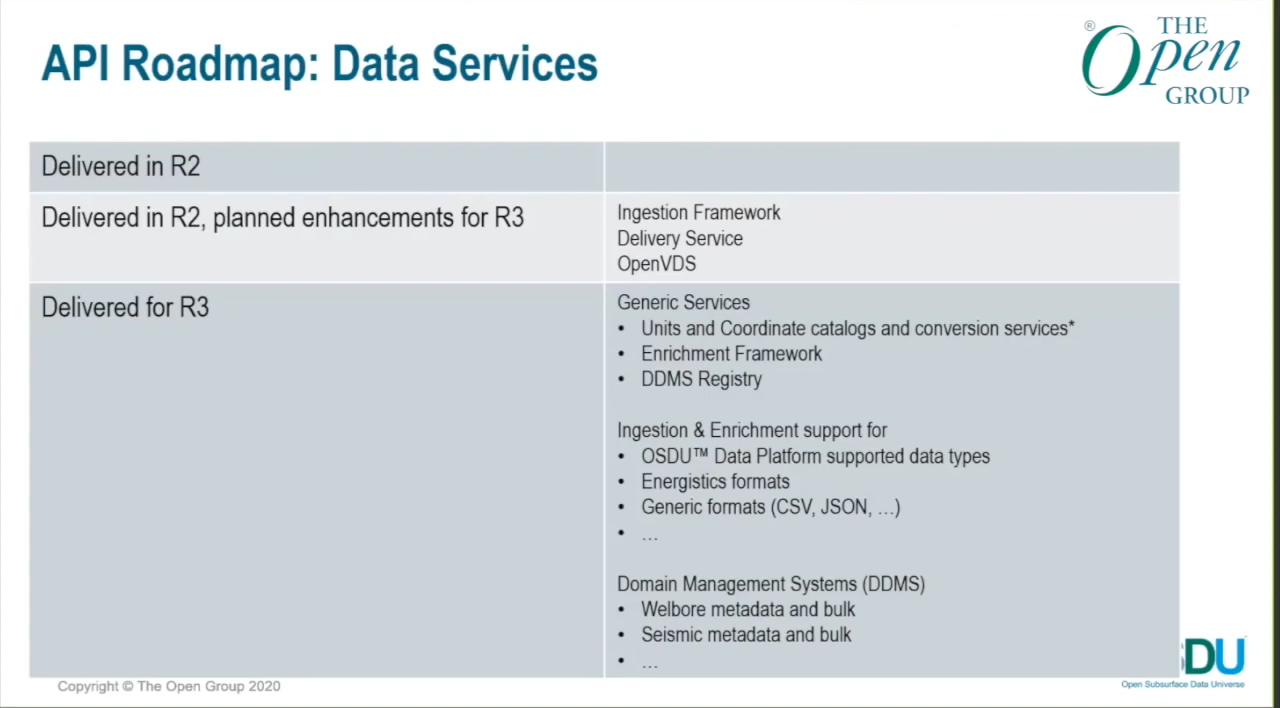 API Roadmap: Data Services
® THE
Open
GROUP
Delivered in R2
Delivered in R2, planned enhancements for R3
Ingestion Framework
Delivery Service
OpenVDS
Delivered for R3
Generic Services
• Units and Coordinate catalogs and conversion services*
• Enrichment Framework
• DDMS Registry
Ingestion & Enrichment support for
• OSDU™ Data Platform supported data types
• Energistics formats
• Generic formats (CSV, JSON, …)
• …
Domain Management Systems (DDMS)
• Welbore metadata and bulk
• Seismic metadata and bulk
• …
DU
Open Subsurface Data Universe
Copyright © The Open Group 2020